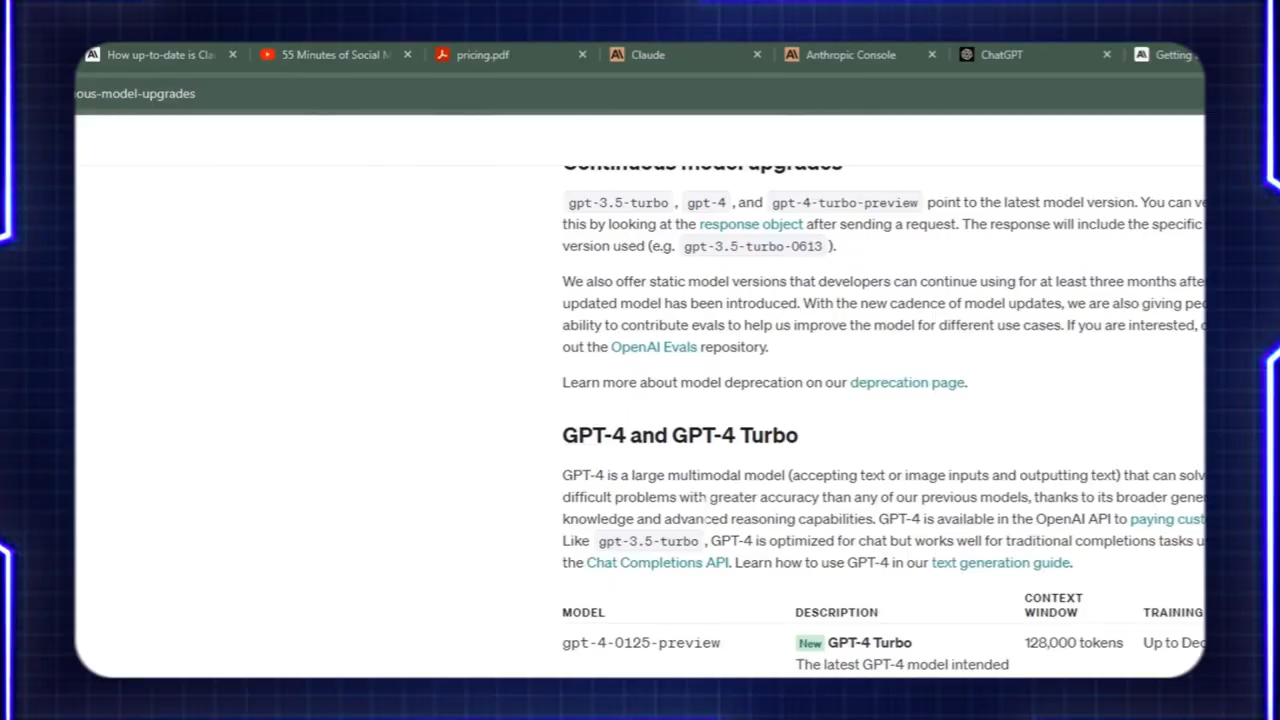 How up-to-date is Cla
55 Minutes of Social M
pricing.pdf
Claude
Anthropic Console
ChatGPT
Getting
ous-model-upgrades
Continuous model upgrades
gpt-3.5-turbo , gpt-4 , and gpt-4-turbo-preview point to the latest model version. You can ve
this by looking at the response object after sending a request. The response will include the specific
version used (e.g. gpt-3.5-turbo-0613 ).
We also offer static model versions that developers can continue using for at least three months afte
updated model has been introduced. With the new cadence of model updates, we are also giving peo
ability to contribute evals to help us improve the model for different use cases. If you are interested, c
out the OpenAI Evals repository.
Learn more about model deprecation on our deprecation page.
GPT-4 and GPT-4 Turbo
GPT-4 is a large multimodal model (accepting text or image inputs and outputting text) that can solv
difficult problems with greater accuracy than any of our previous models, thanks to its broader gener
knowledge and advanced reasoning capabilities. GPT-4 is available in the OpenAI API to paying cust
Like gpt-3.5-turbo , GPT-4 is optimized for chat but works well for traditional completions tasks u
the Chat Completions API. Learn how to use GPT-4 in our text generation guide.
MODEL DESCRIPTION CONTEXT WINDOW TRAINING
gpt-4-0125-preview New GPT-4 Turbo 128,000 tokens Up to Dec
The latest GPT-4 model intended